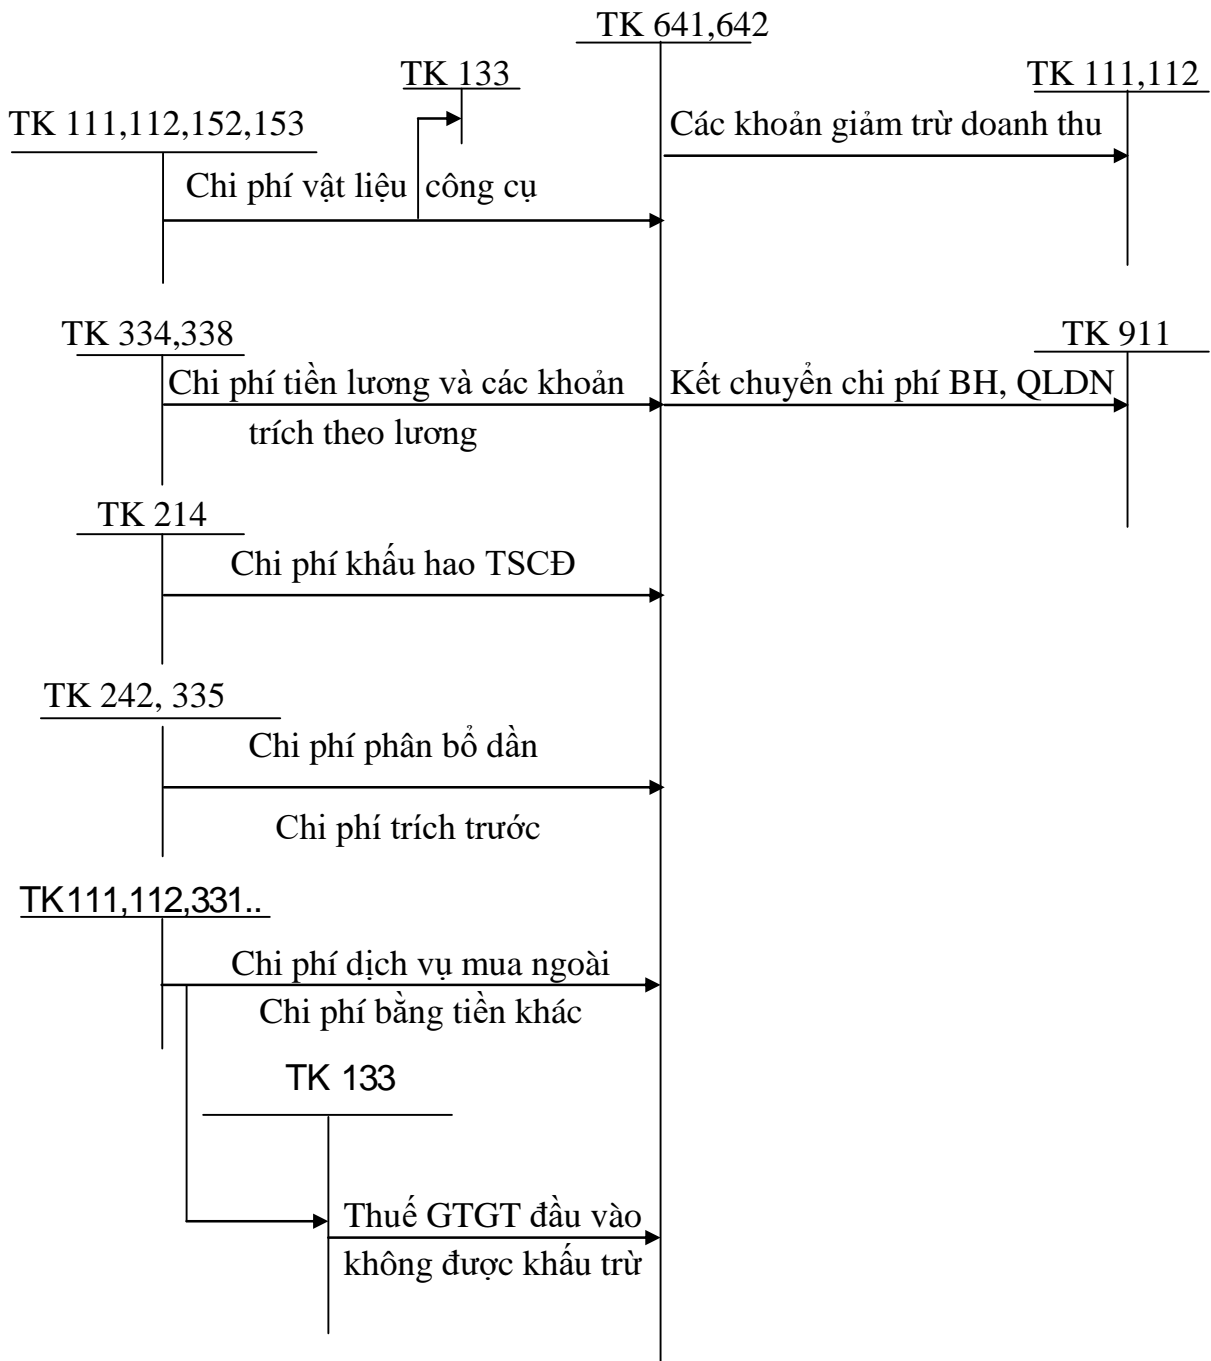 TK 641,642
TK 133
TK 111,112
TK 111,112,152,153
Các khoản giảm trừ doanh thu
Chi phí vật liệu công cụ
TK 334,338
TK 911
Chi phí tiền lương và các khoản
trích theo lương
Kết chuyển chi phí BH, QLDN
TK 214
Chi phí khấu hao TSCĐ
TK 242, 335
Chi phí phân bổ dần
Chi phí trích trước
TK111,112,331..
Chi phí dịch vụ mua ngoài
Chi phí bằng tiền khác
TK 133
Thuế GTGT đầu vào
không được khấu trừ